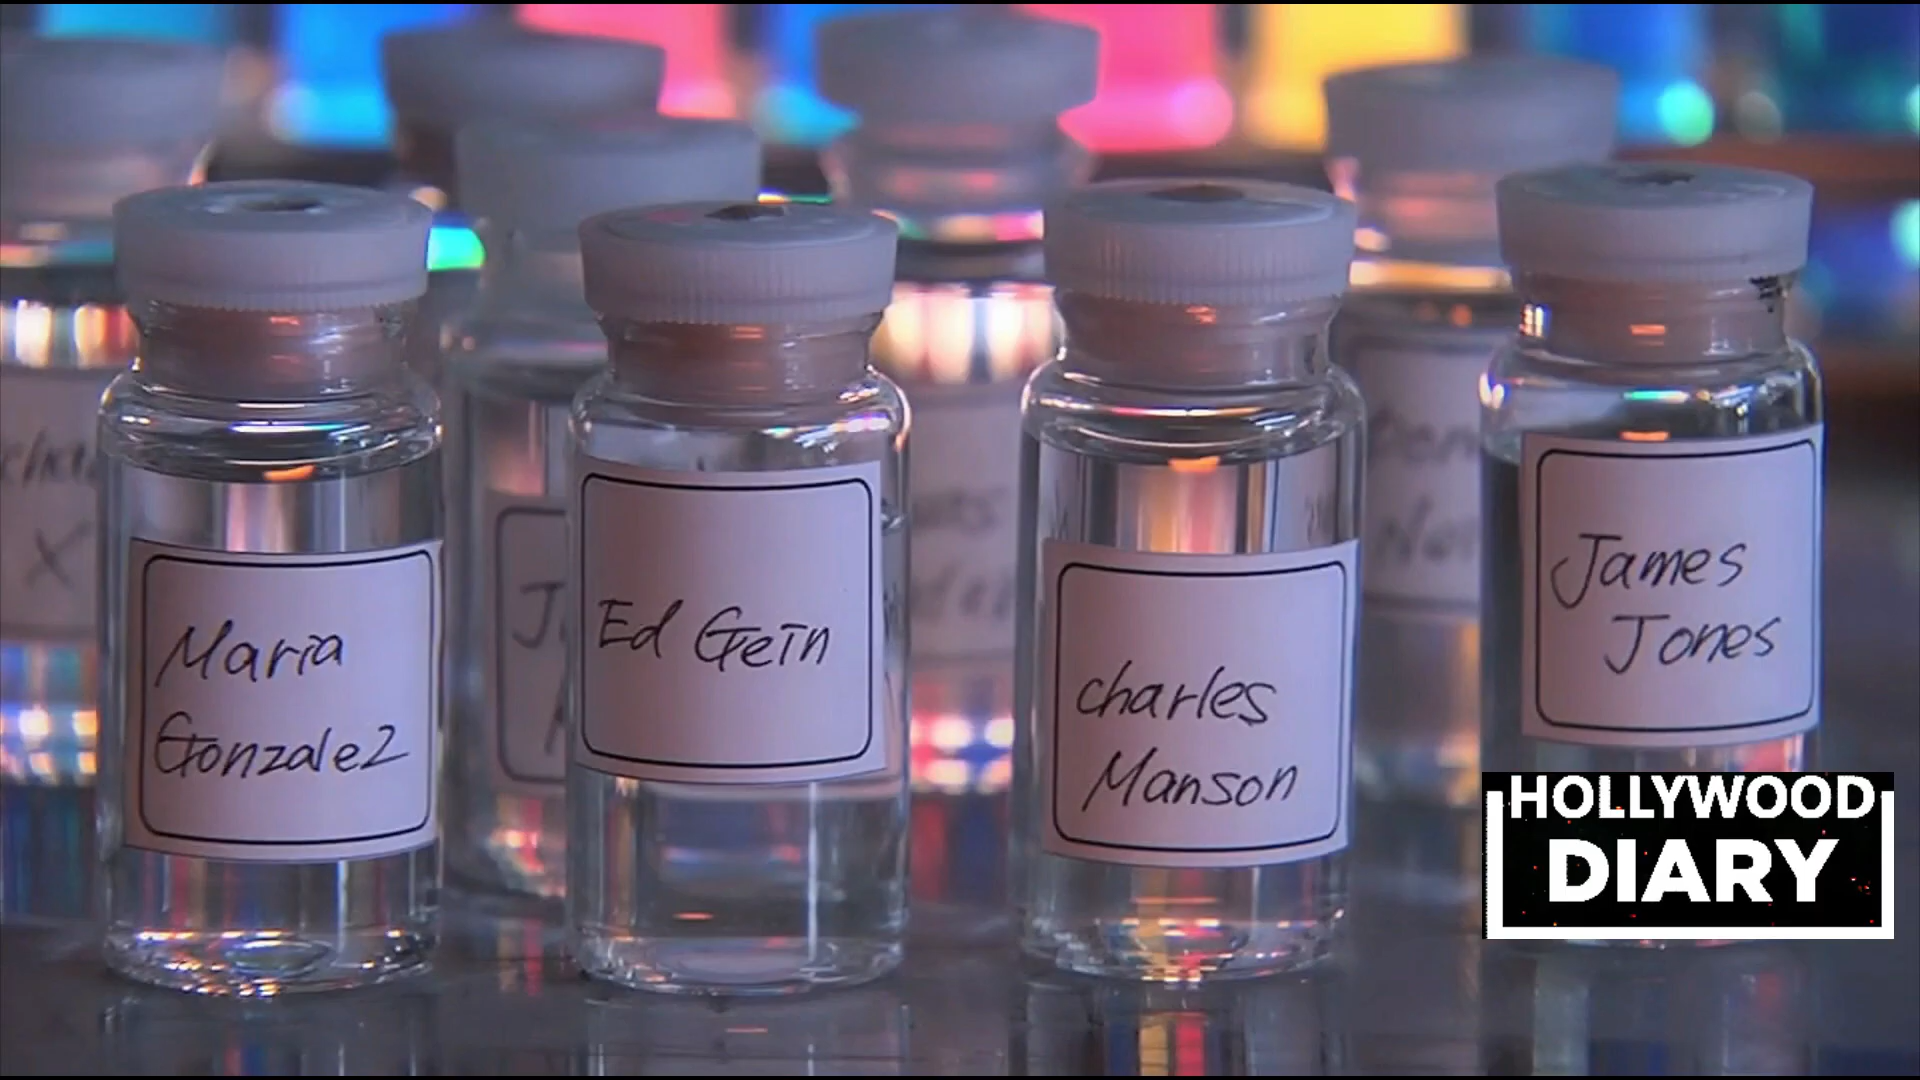 Maria
Gonzalez
Ed Gein
charles
Manson
James
Jones
HOLLYWOOD
DIARY